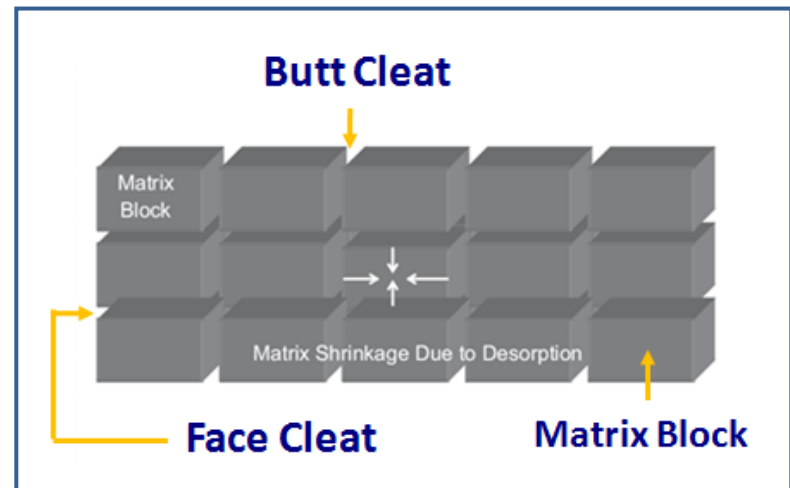 Butt Cleat
Matrix
Block
Matrix Shrinkage Due to Desorption
Face Cleat
Matrix Block